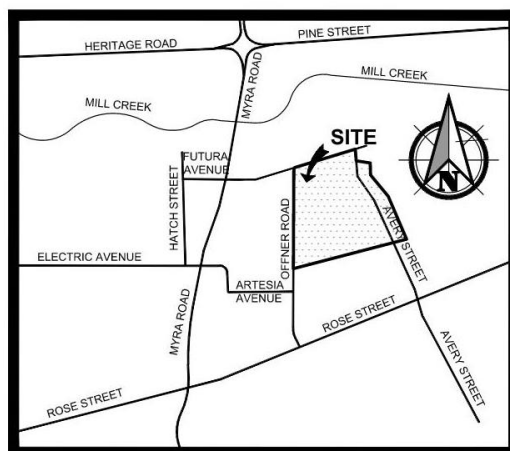 HERITAGE ROAD
PINE STREET
MYRA ROAD
MILL CREEK
MILL CREEK
SITE
FUTURA
AVENUE
HATCH STREET
N
OFFNER ROAD
AVERY STREET
ELECTRIC AVENUE
ARTESIA
AVENUE
MYRA ROAD
ROSE STREET
AVERY STREET
ROSE STREET